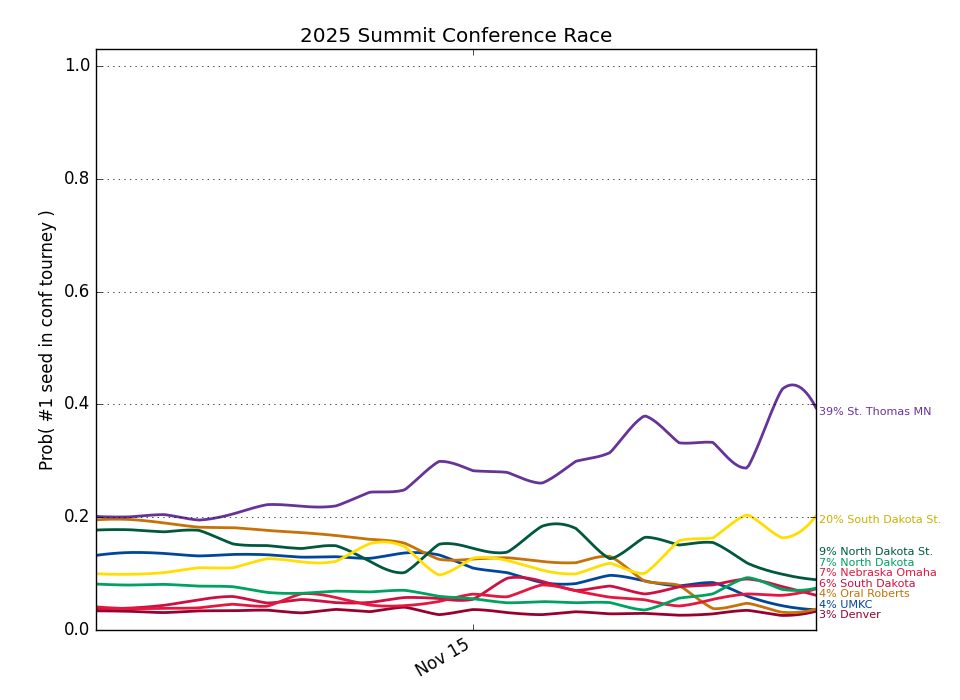 2025 Summit Conference Race
Prob( #1 seed in conf tourney )
1.0
0.8
0.6
0.4
0.2
0.0
Nov 15
39% St. Thomas MN
20% South Dakota St.
9% North Dakota St.
7% North Dakota
7% Nebraska Omaha
6% South Dakota
4% Oral Roberts
4% UMKC
3% Denver